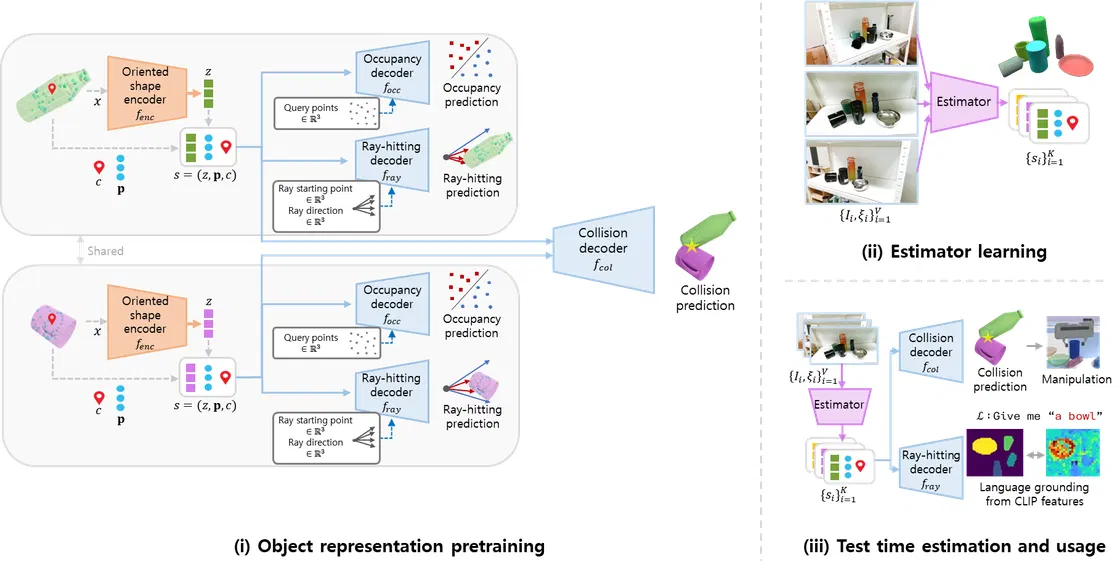 Oriented
shape
encoder
f_enc
x
z
c
p
s = (z, p, c)
Query points
∈ ℝ³
Occupancy
decoder
f_occ
Occupancy
prediction
Ray-hitting
decoder
f_ray
Ray-hitting
prediction
Ray starting point
∈ ℝ³
Ray direction
∈ ℝ³
Shared
Oriented
shape
encoder
f_enc
x
z
c
p
s = (z, p, c)
Query points
∈ ℝ³
Occupancy
decoder
f_occ
Occupancy
prediction
Ray-hitting
decoder
f_ray
Ray-hitting
prediction
Ray starting point
∈ ℝ³
Ray direction
∈ ℝ³
Collision
decoder
f_col
Collision
prediction
(i) Object representation pretraining
Estimator
{I_i, ξ_i}_{i=1}^V
{s_i}_{i=1}^K
(ii) Estimator learning
{I_i, ξ_i}_{i=1}^V
Estimator
{s_i}_{i=1}^K
Collision
decoder
f_col
Collision
prediction
Manipulation
ℒ:Give me “a bowl”
Ray-hitting
decoder
f_ray
Language grounding
from CLIP features
(iii) Test time estimation and usage